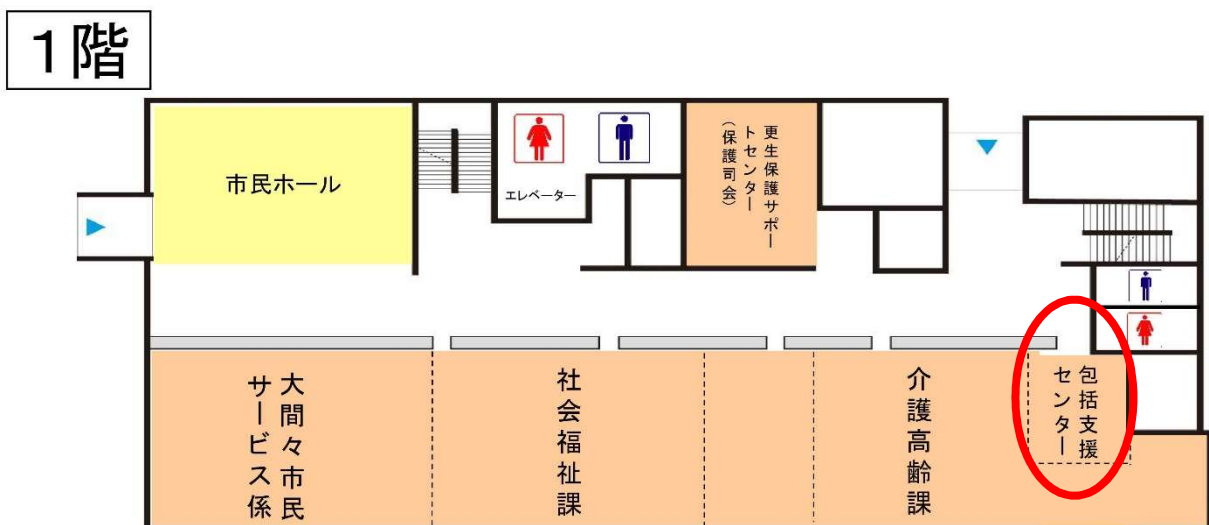 1階
市民ホール
エレベーター
更生保護サポー
トセンター
（保護司会）
大間々市民
サービス係
社会福祉課
介護高齢課
包括支援
センター